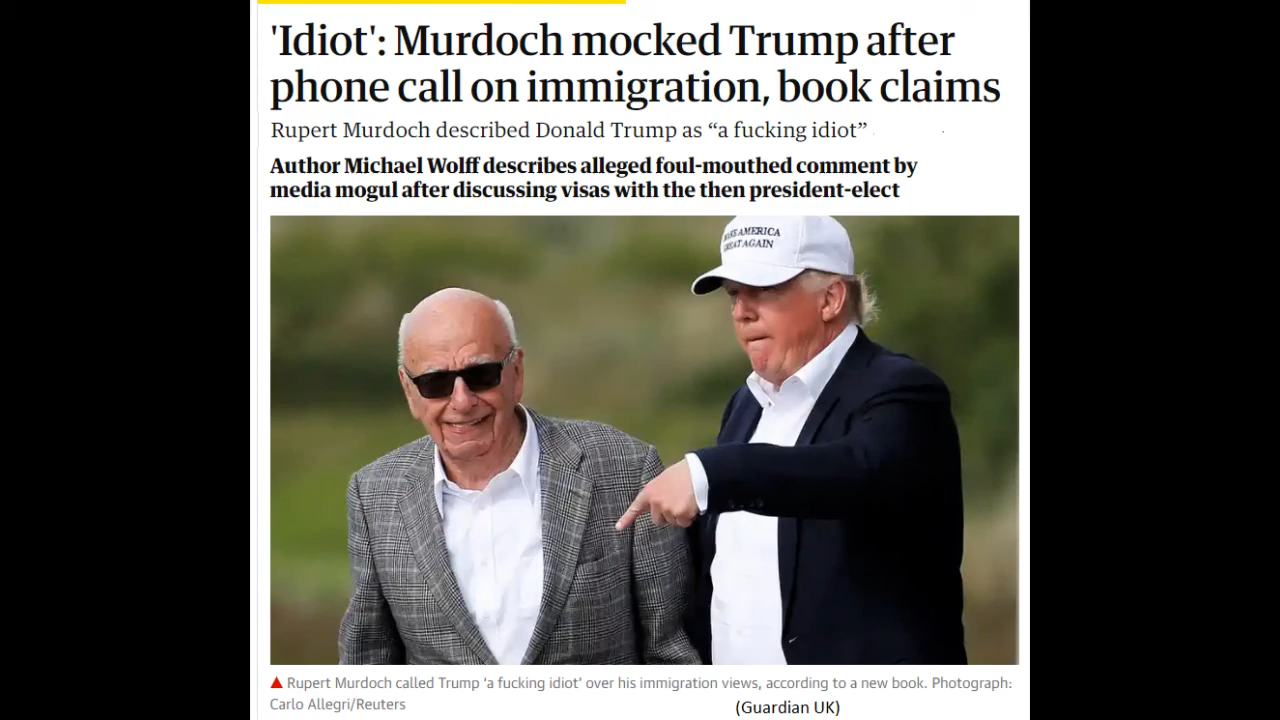 'Idiot': Murdoch mocked Trump after
phone call on immigration, book claims
Rupert Murdoch described Donald Trump as “a fucking idiot”
Author Michael Wolff describes alleged foul-mouthed comment by
media mogul after discussing visas with the then president-elect
AMERICA
GREAT AGAIN
Rupert Murdoch called Trump ‘a fucking idiot’ over his immigration views, according to a new book. Photograph:
Carlo Allegri/Reuters
(Guardian UK)